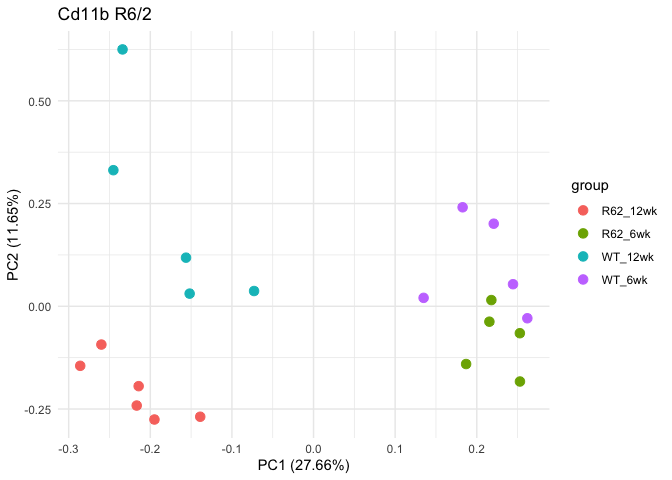 Cd11b R6/2
PC2 (11.65%)
0.50
0.25
0.00
-0.25
-0.3
-0.2
-0.1
0.0
0.1
0.2
PC1 (27.66%)
group
R62_12wk
R62_6wk
WT_12wk
WT_6wk